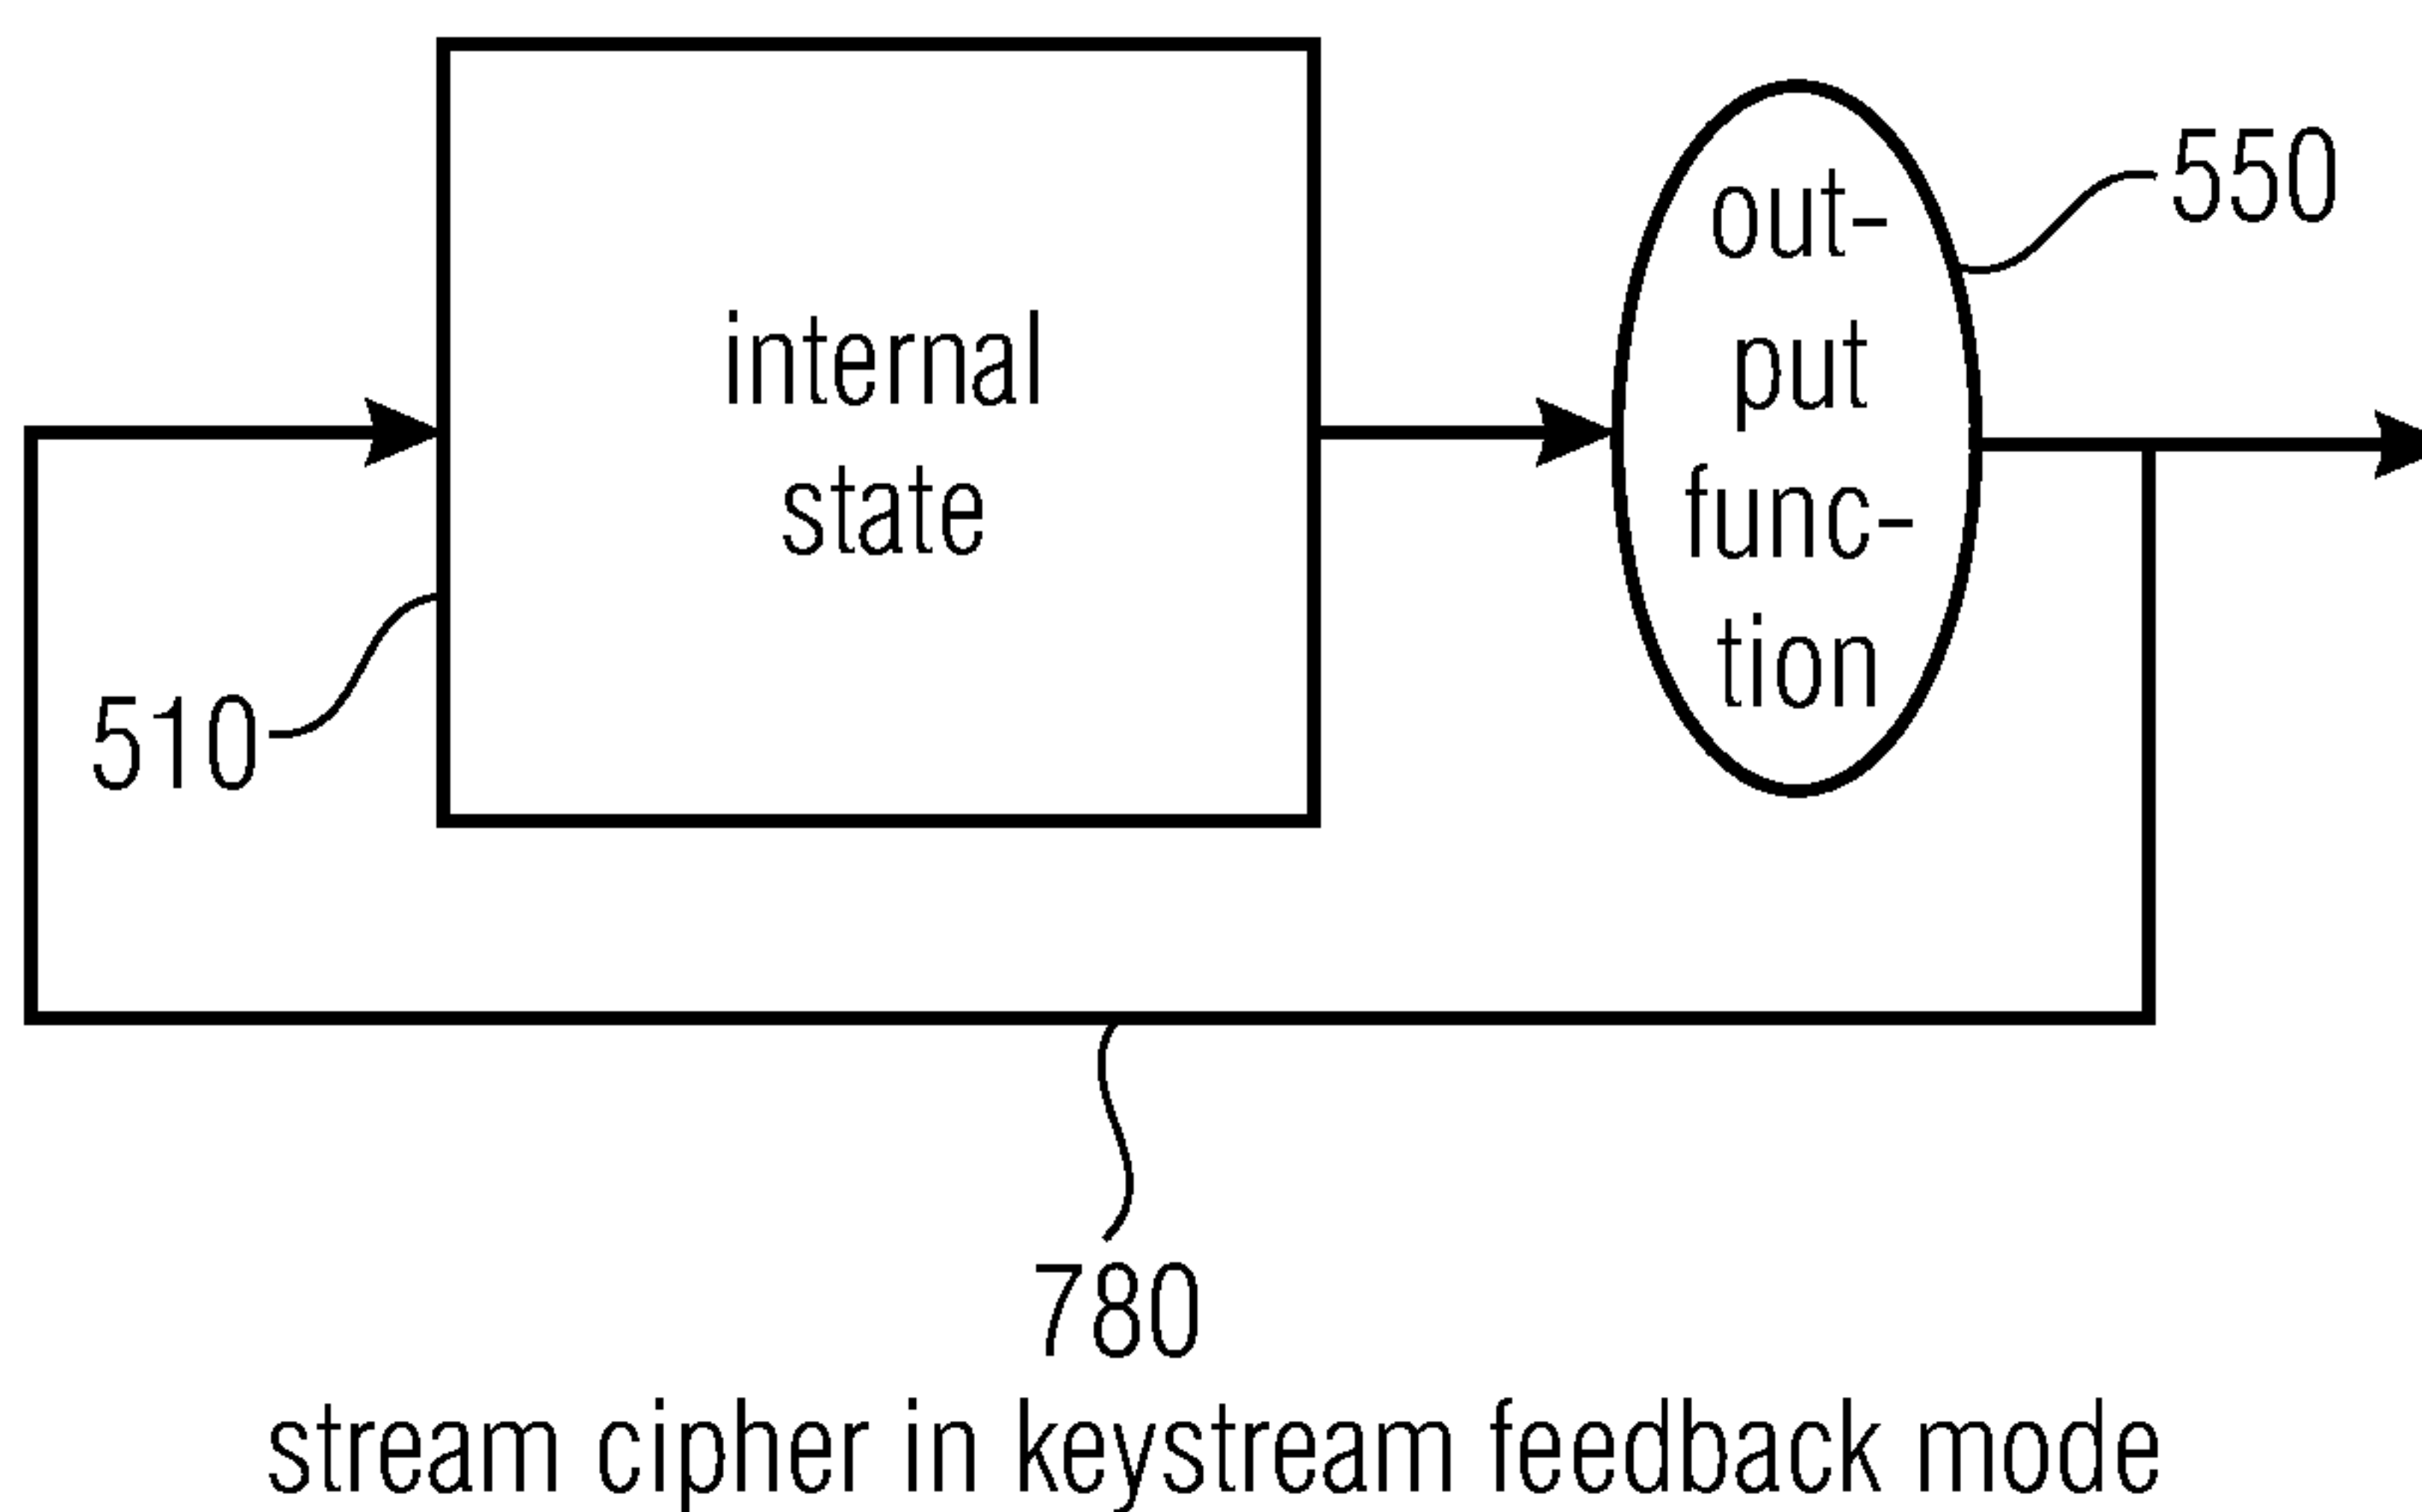 internal
state
out-
put
func-
tion
550
510
780
stream cipher in keystream feedback mode